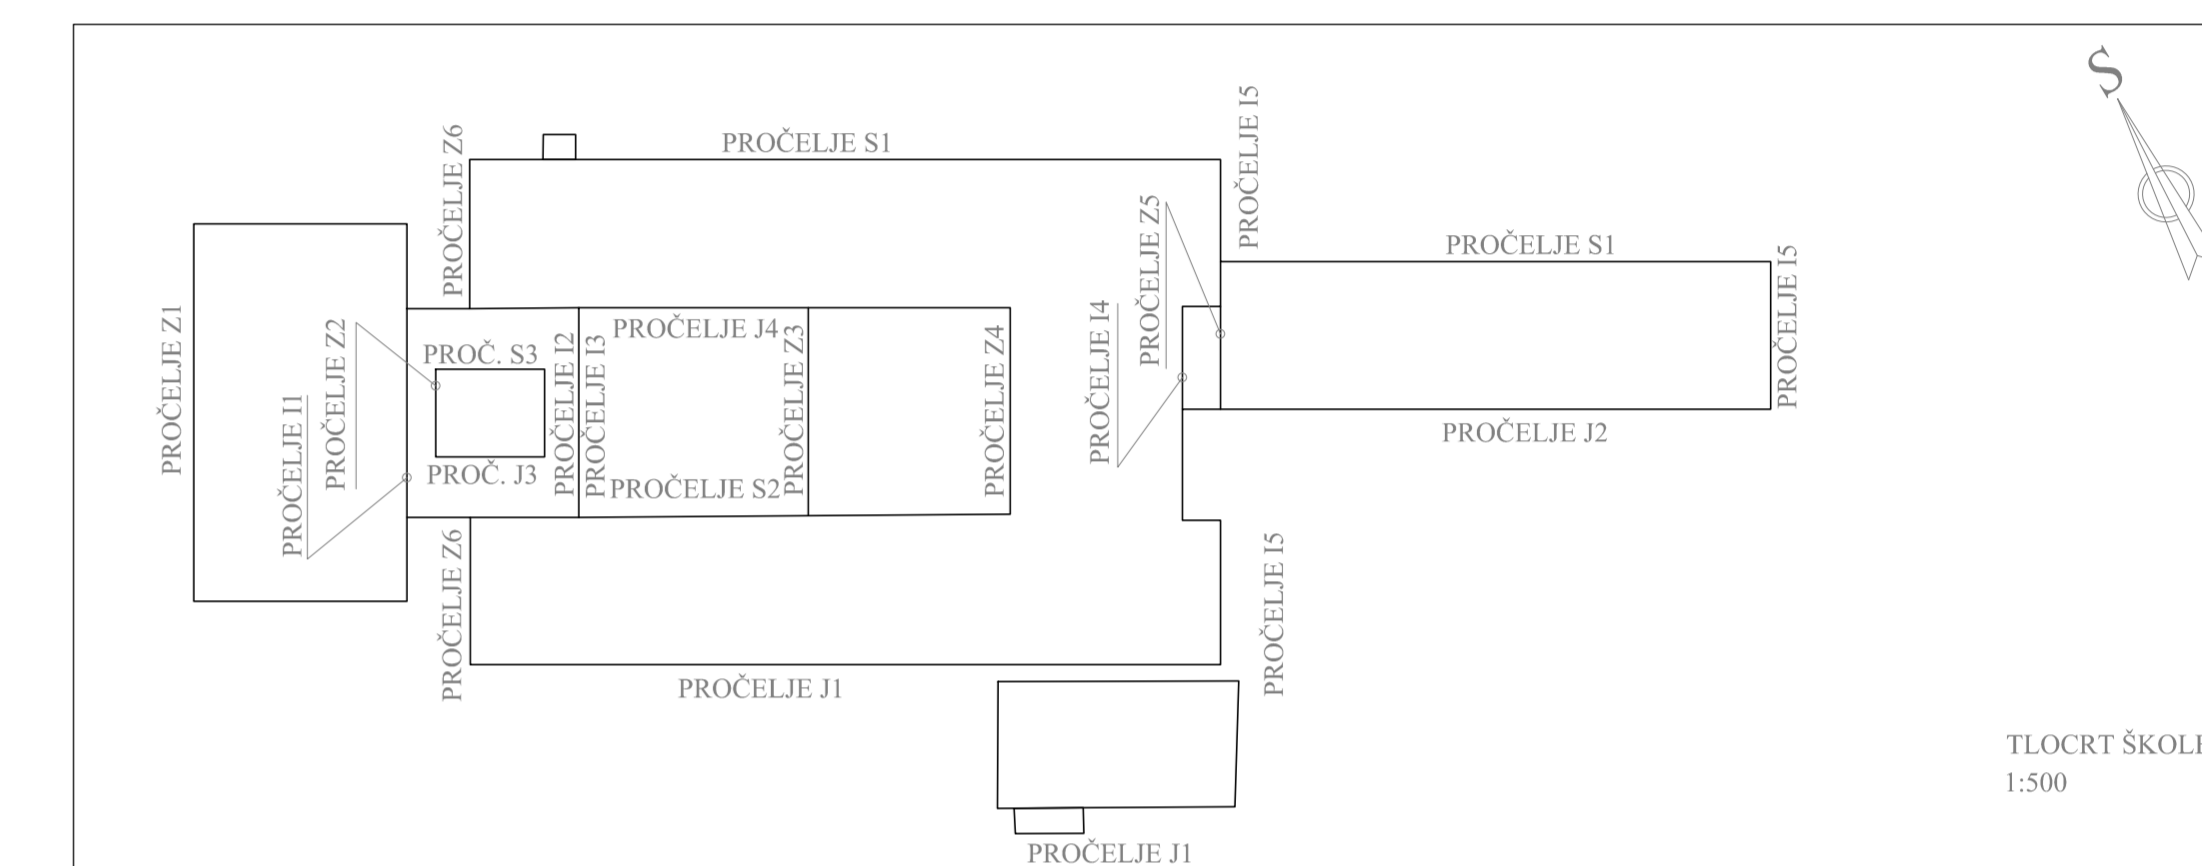 S
PROČELJE S1
PROČELJE I5
PROČELJE Z6
PROČELJE Z5
PROČELJE S1
PROČELJE I5
PROČELJE Z1
PROČELJE Z2
PROČELJE I1
PROČ. S3
PROČ. J3
PROČELJE I2
PROČELJE I3
PROČELJE J4
PROČELJE S2
PROČELJE Z3
PROČELJE Z4
PROČELJE I4
PROČELJE J2
PROČELJE Z6
PROČELJE I5
PROČELJE J1
TLOCRT
1:500
PROČELJE J1